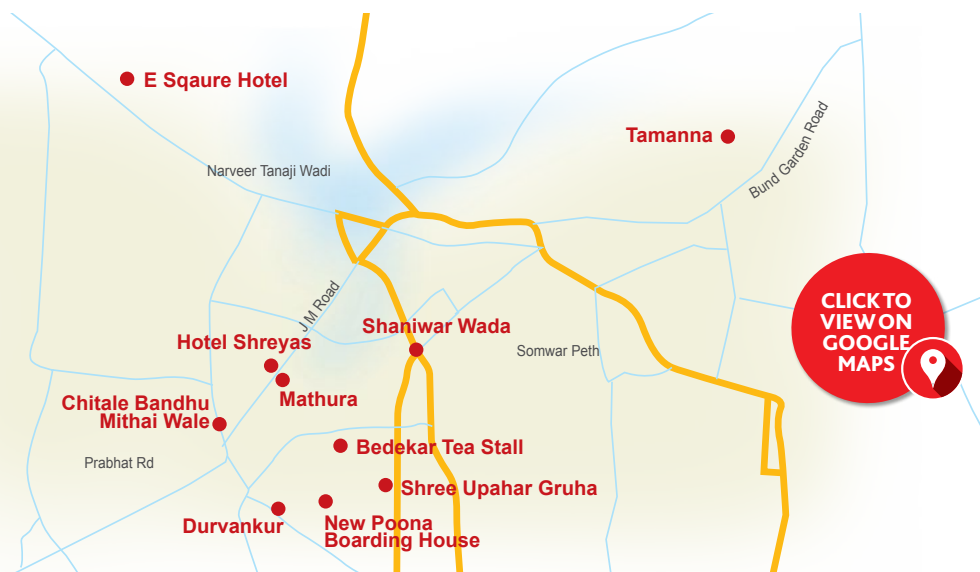 E Sqaure Hotel
Tamanna
Bund Garden Road
Narveer Tanaji Wadi
J M Road
CLICK TO
VIEW ON
GOOGLE
MAPS
Shaniwar Wada
Somwar Peth
Hotel Shreyas
Mathura
Chitale Bandhu
Mithai Wale
Bedekar Tea Stall
Prabhat Rd
Shree Upahar Gruha
Durvankur
New Poona
Boarding House